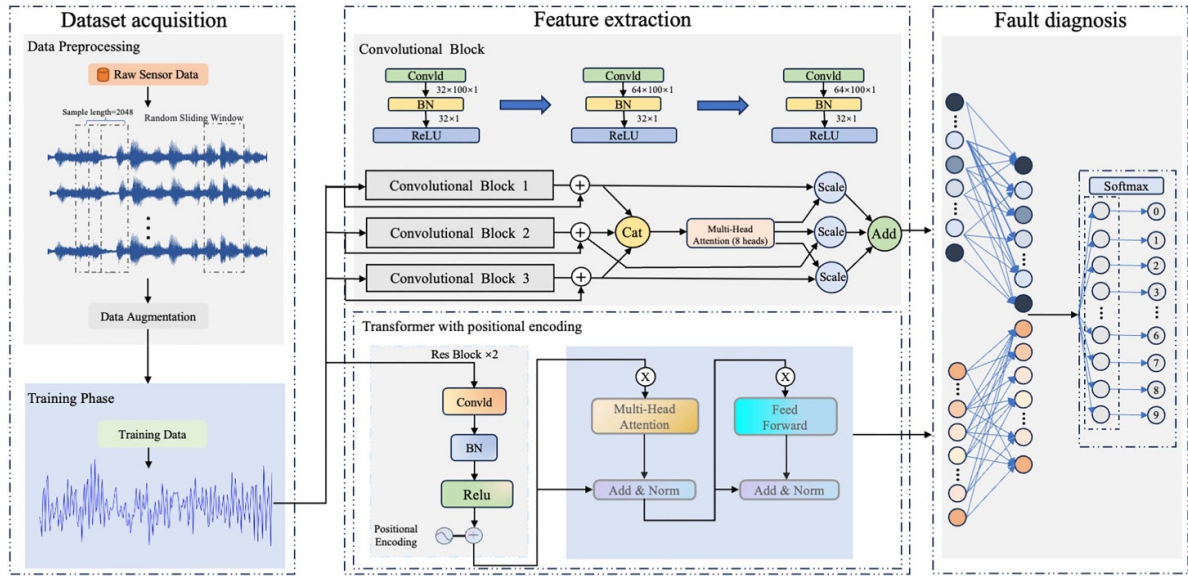 Dataset acquisition
Data Preprocessing
Raw Sensor Data
Sample length=2048
Random Sliding Window
Data Augmentation
Training Phase
Training Data
Feature extraction
Convolutional Block
Convld
32×100×1
BN
32×1
ReLU
Convld
64×100×1
BN
32×1
ReLU
Convld
64×100×1
BN
32×1
ReLU
Convolutional Block 1
+
Scale
Convolutional Block 2
+
Cat
Multi-Head
Attention (8 heads)
Scale
Add
Convolutional Block 3
+
Scale
Transformer with positional encoding
Res Block ×2
Convld
BN
Relu
Positional
Encoding
+
X
Multi-Head
Attention
Add & Norm
X
Feed
Forward
Add & Norm
Fault diagnosis
Softmax
0
1
2
3
6
7
8
9